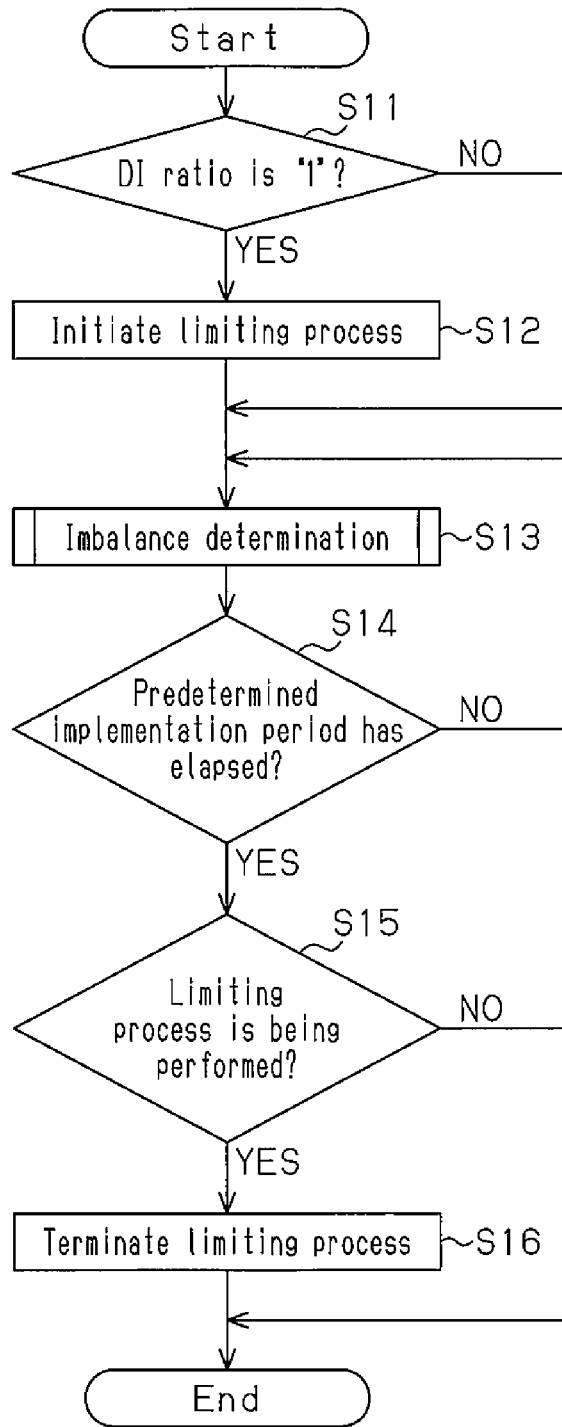 Start
S11
DI ratio is "1"?
NO
YES
Initiate limiting process
S12
Imbalance determination
S13
S14
Predetermined
implementation period has
elapsed?
NO
YES
S15
Limiting
process is being
performed?
NO
YES
Terminate limiting process
S16
End